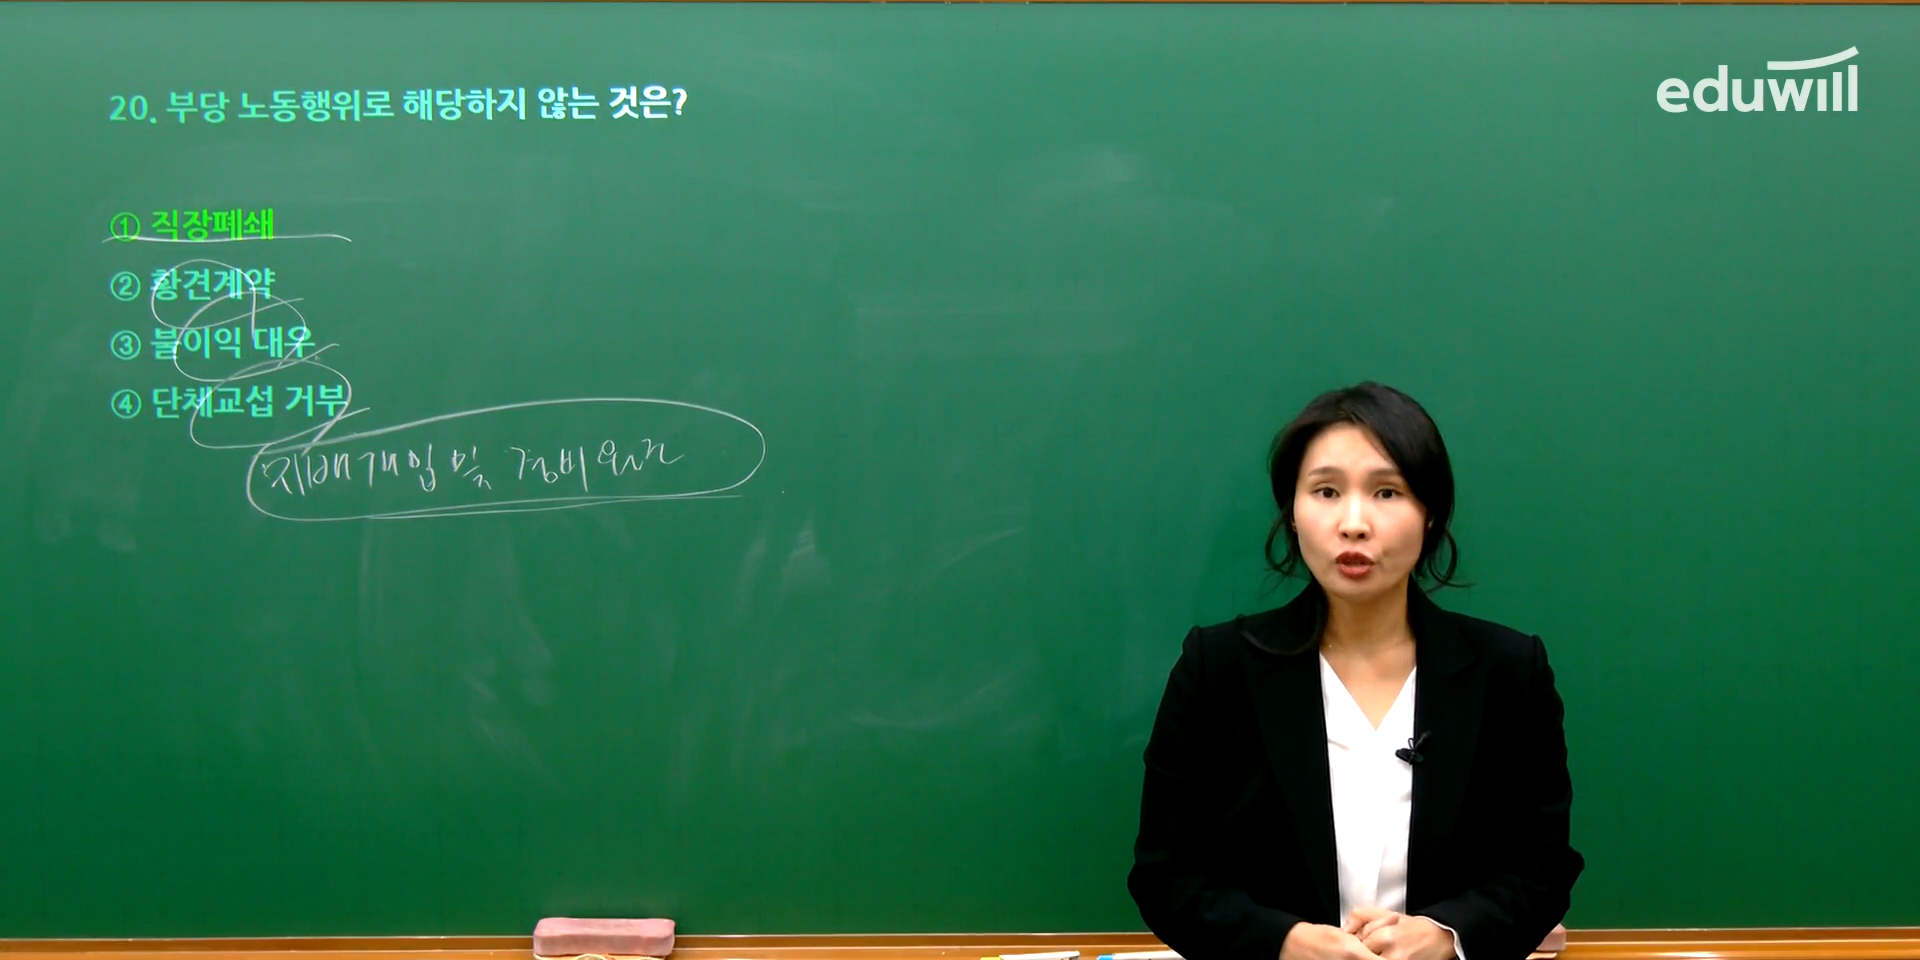 eduwill
20. 부당 노동행위로 해당하지 않는 것은?
① 직장폐쇄
② 황견계약
③ 불이익 대우
④ 단체교섭 거부
지배개입 및 경비원조